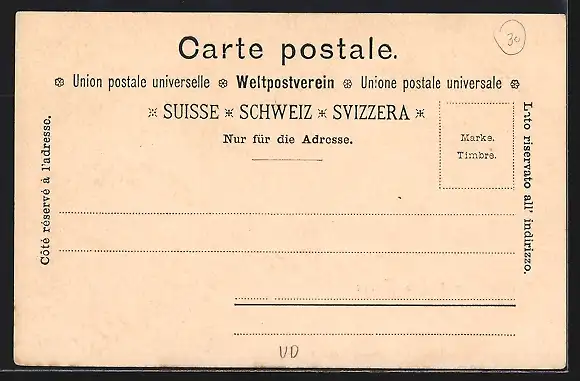 Carte postale.
30
❊ Union postale universelle ❊ Weltpostverein ❊ Unione postale universale ❊
⁎ SUISSE ⁎ SCHWEIZ ⁎ SVIZZERA ⁎
Nur für die Adresse.
Marke.
Timbre.
Côté réservé à l'adresse.
Lato riservato all' indirizzo.
VD